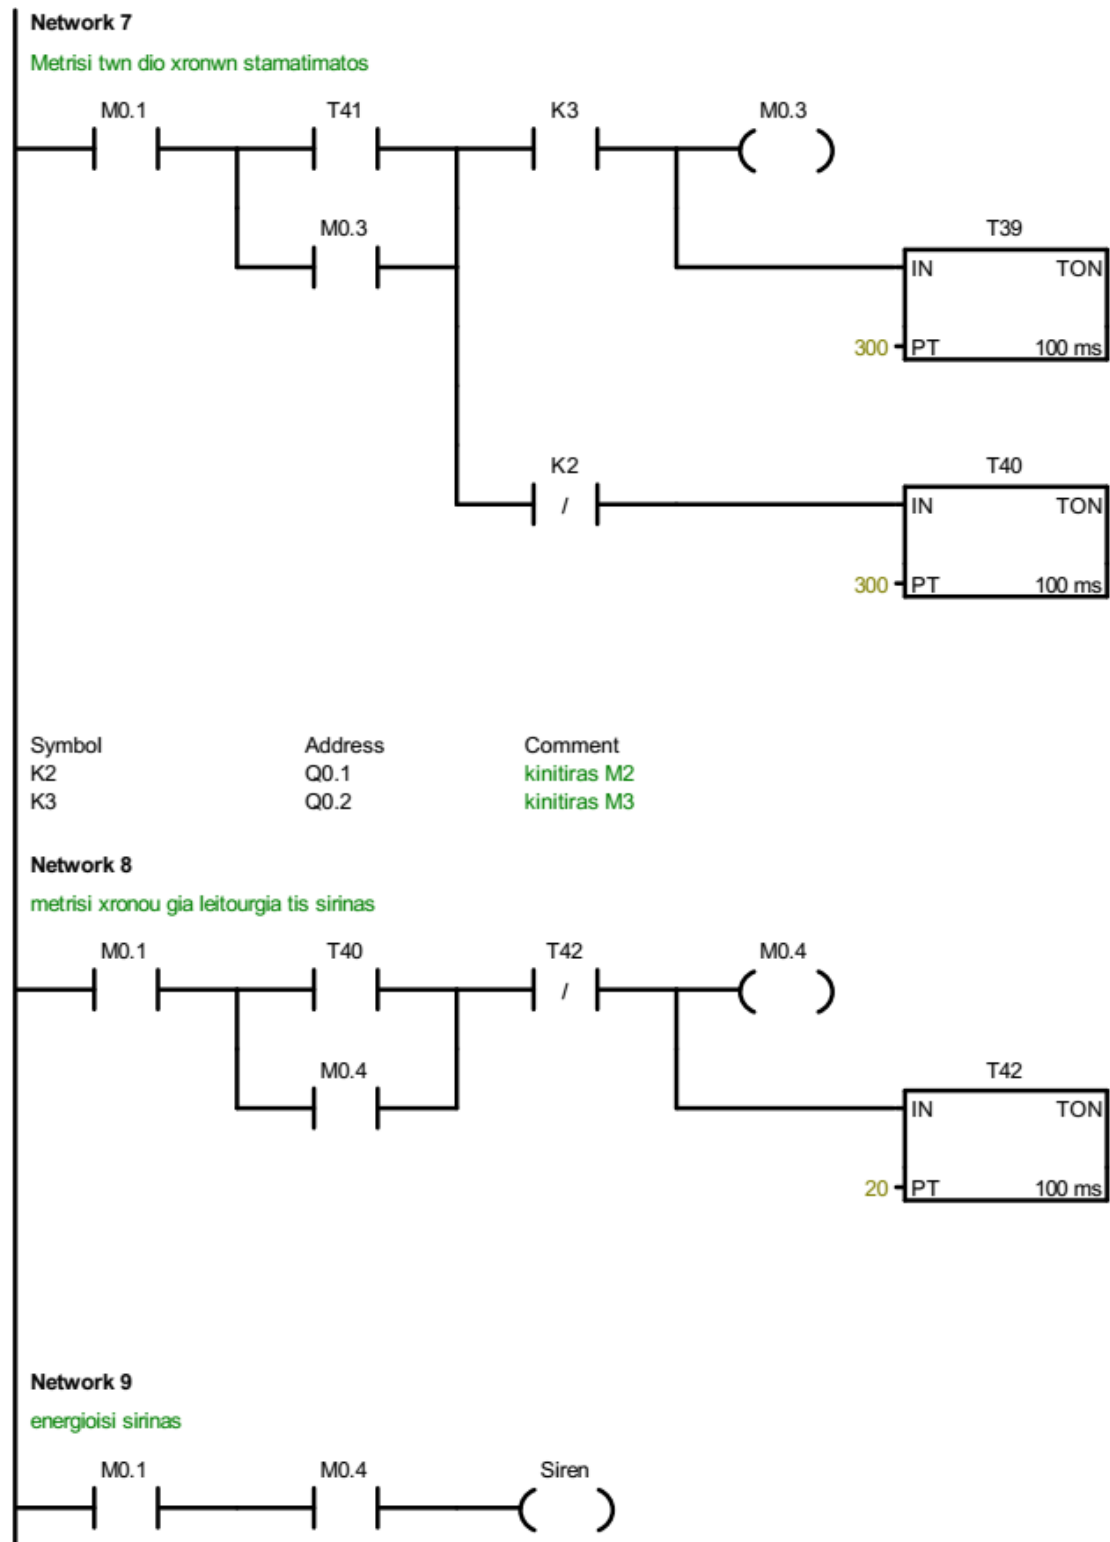 Network 7
Metrisi twn dio xronwn stamatimatos
M0.1 T41 K3 M0.3
M0.3 T39
IN TON
300 PT 100 ms
K2 T40
/ IN TON
300 PT 100 ms
Symbol Address Comment
K2 Q0.1 kinitiras M2
K3 Q0.2 kinitiras M3
Network 8
metrisi xronou gia leitourgia tis sirinas
M0.1 T40 T42 M0.4
/
M0.4 T42
IN TON
20 PT 100 ms
Network 9
energioisi sirinas
M0.1 M0.4 Siren